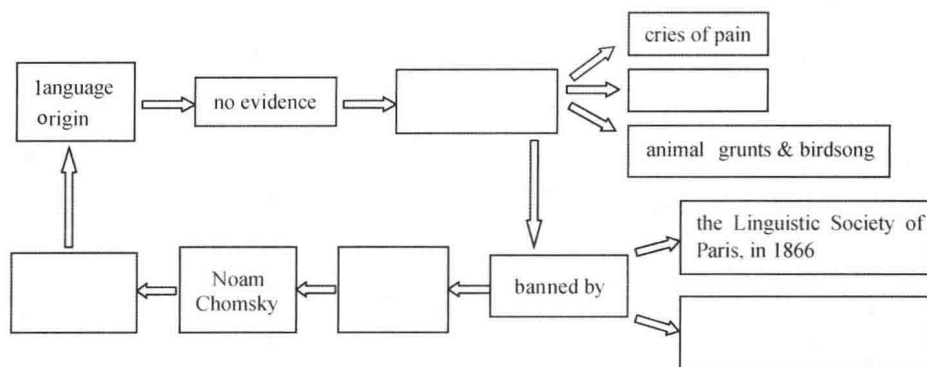 cries of pain
language
origin
no evidence
animal grunts & birdsong
the Linguistic Society of
Paris, in 1866
Noam
Chomsky
banned by